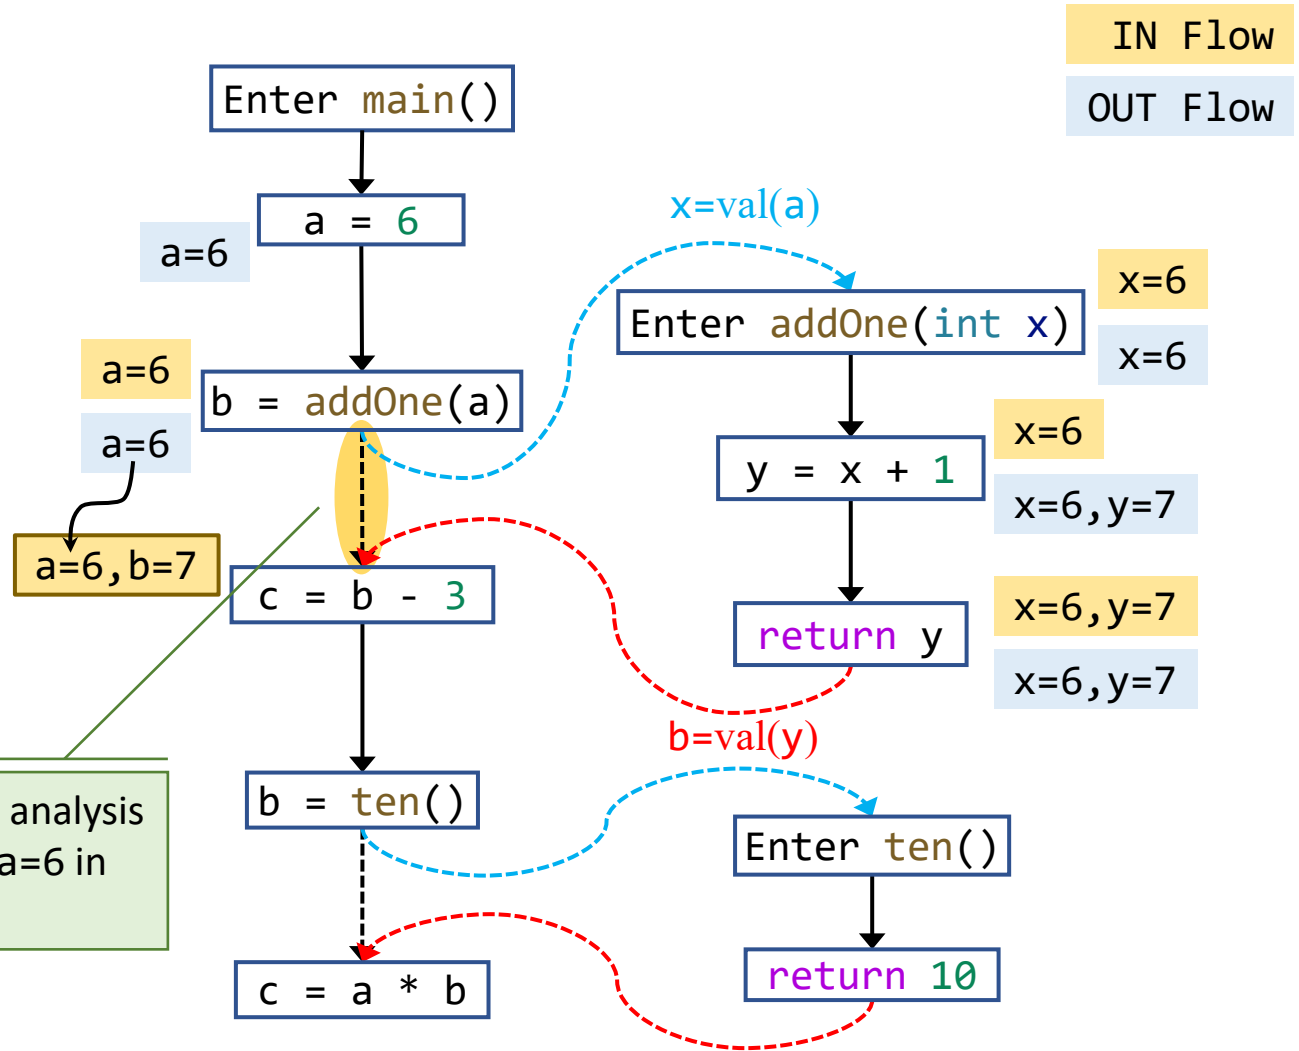 IN Flow
OUT Flow
Enter main()
a = 6
a=6
x=val(a)
Enter addOne(int x)
x=6
x=6
a=6
b = addOne(a)
a=6
y = x + 1
x=6
x=6,y=7
a=6,b=7
c = b - 3
return y
x=6,y=7
x=6,y=7
b=val(y)
analysis
a=6 in
b = ten()
Enter ten()
c = a * b
return 10